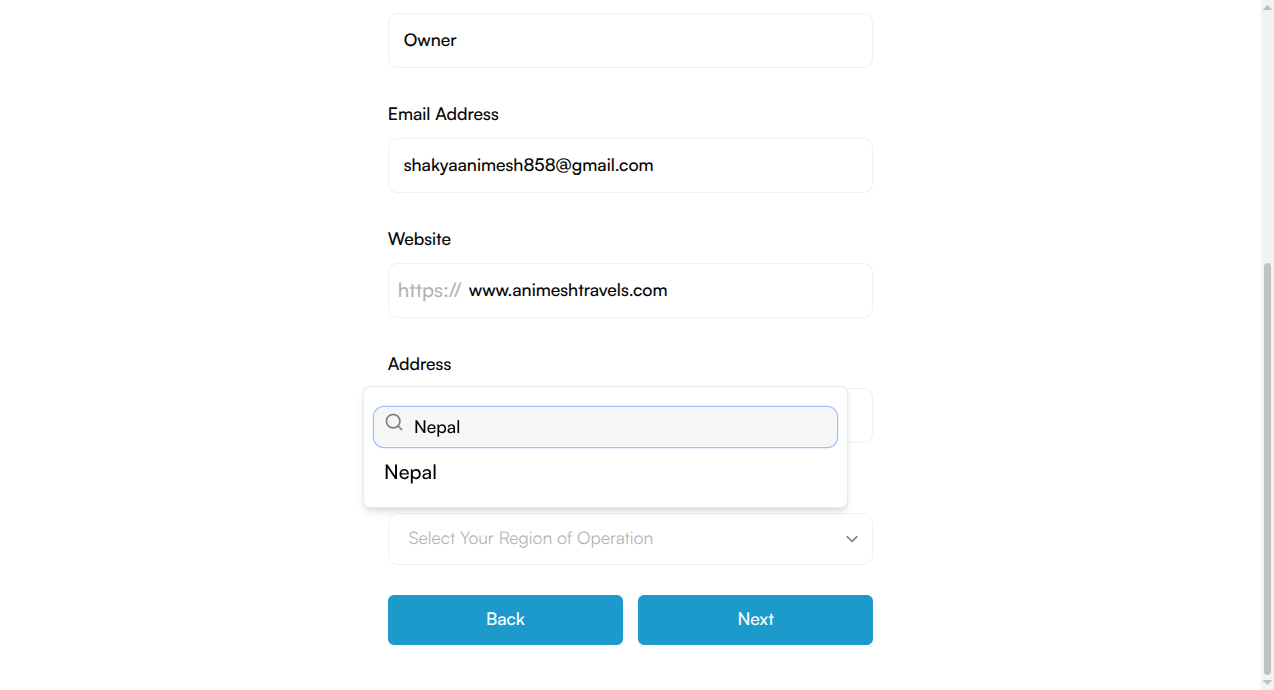 Owner
Email Address
shakyaanimesh858@gmail.com
Website
https:// www.animeshtravels.com
Address
Nepal
Nepal
Select Your Region of Operation
Back Next